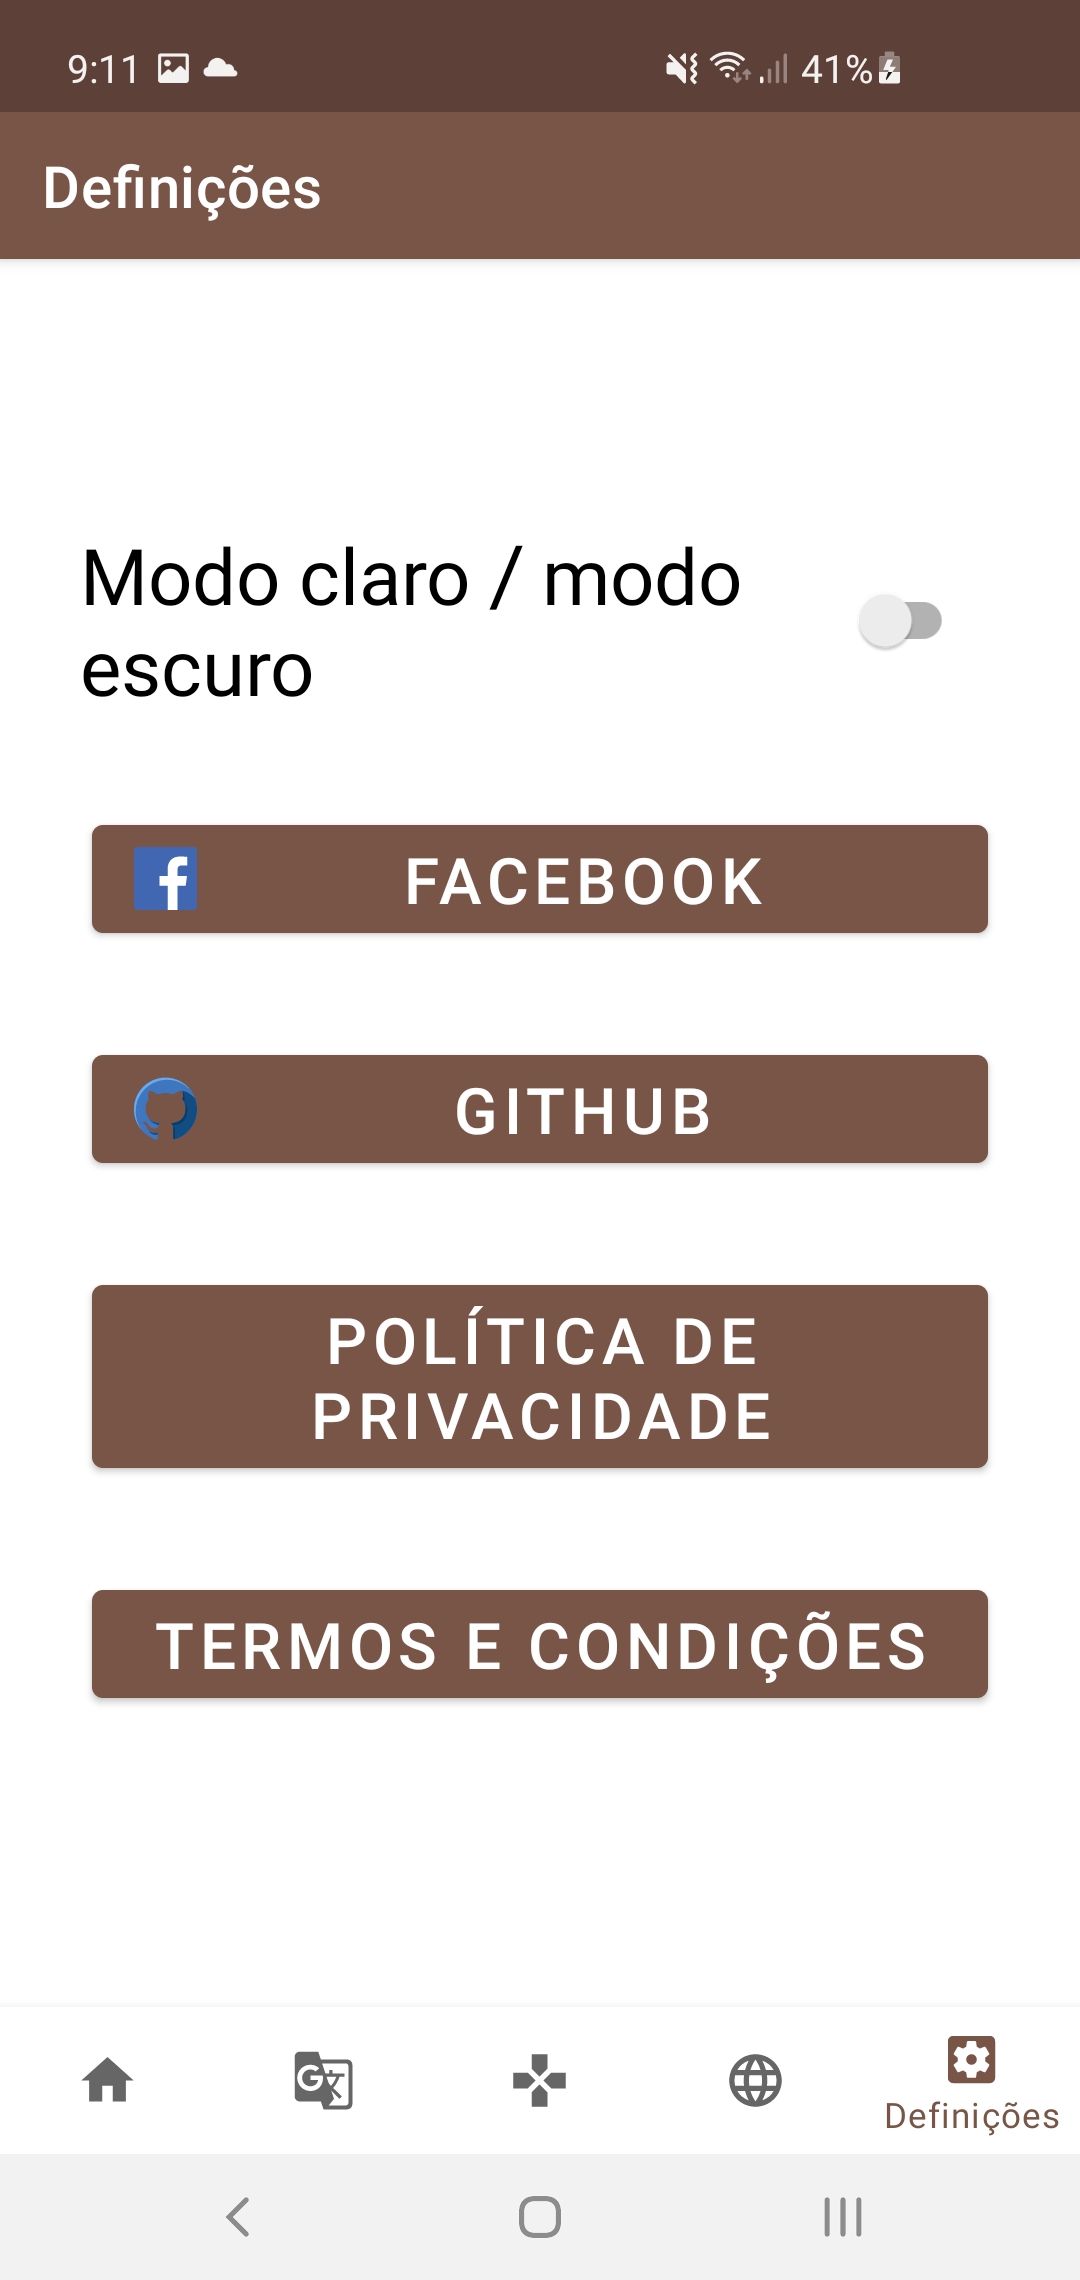 9:11
41%
Definições
Modo claro / modo
escuro
FACEBOOK
GITHUB
POLÍTICA DE
PRIVACIDADE
TERMOS E CONDIÇÕES
Definições